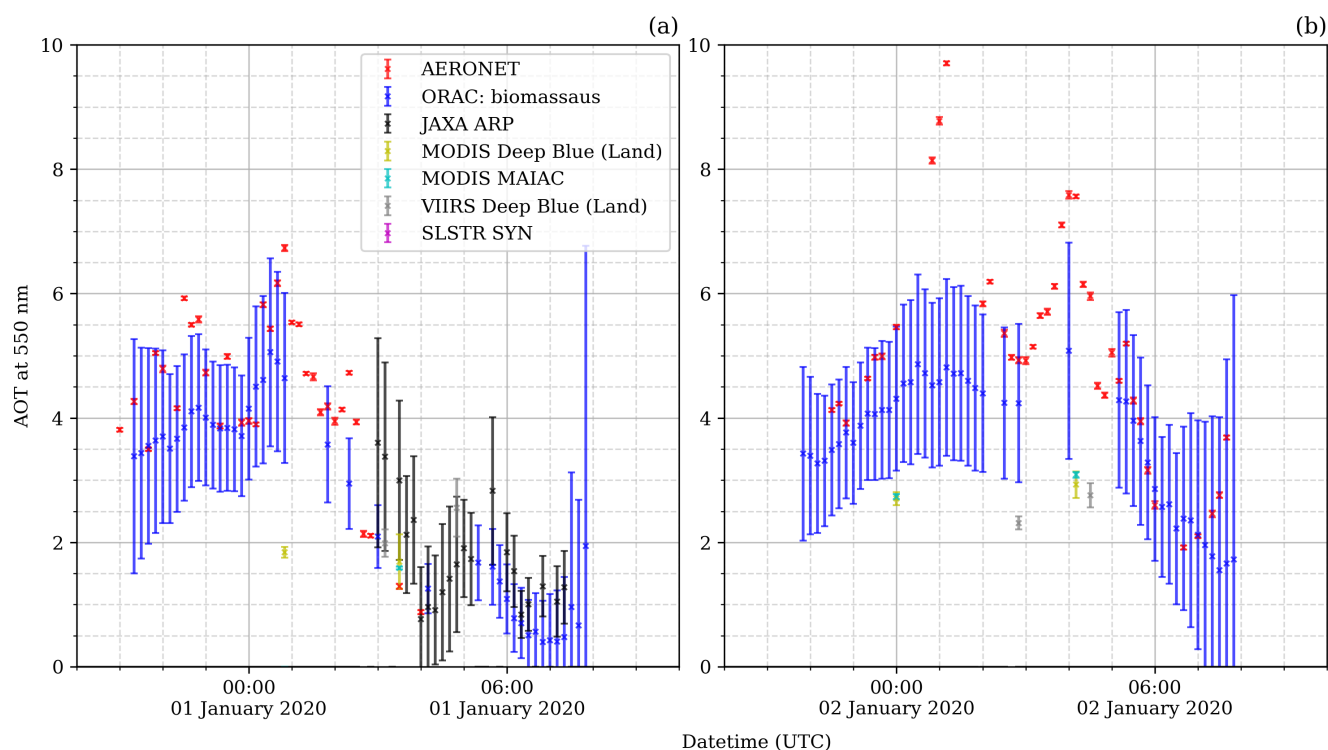 (a)
(b)
10
8
6
4
2
0
AOT at 550 nm
AERONET
ORAC: biomassaus
JAXA ARP
MODIS Deep Blue (Land)
MODIS MAIAC
VIIRS Deep Blue (Land)
SLSTR SYN
00:00
01 January 2020
06:00
01 January 2020
10
8
6
4
2
0
00:00
02 January 2020
06:00
02 January 2020
Datetime (UTC)